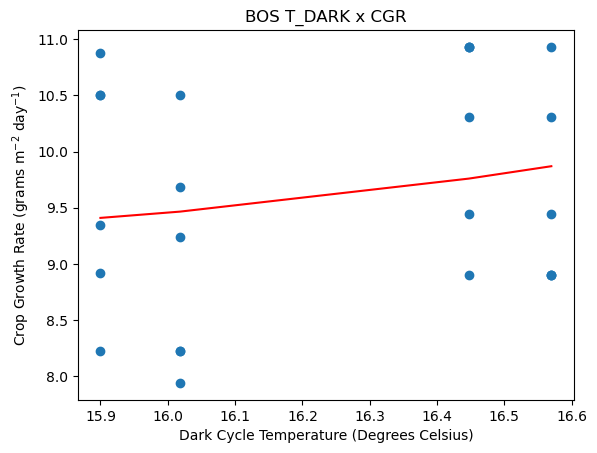 BOS T_DARK x CGR
Crop Growth Rate (grams m⁻² day⁻¹)
11.0
10.5
10.0
9.5
9.0
8.5
8.0
15.9 16.0 16.1 16.2 16.3 16.4 16.5 16.6
Dark Cycle Temperature (Degrees Celsius)